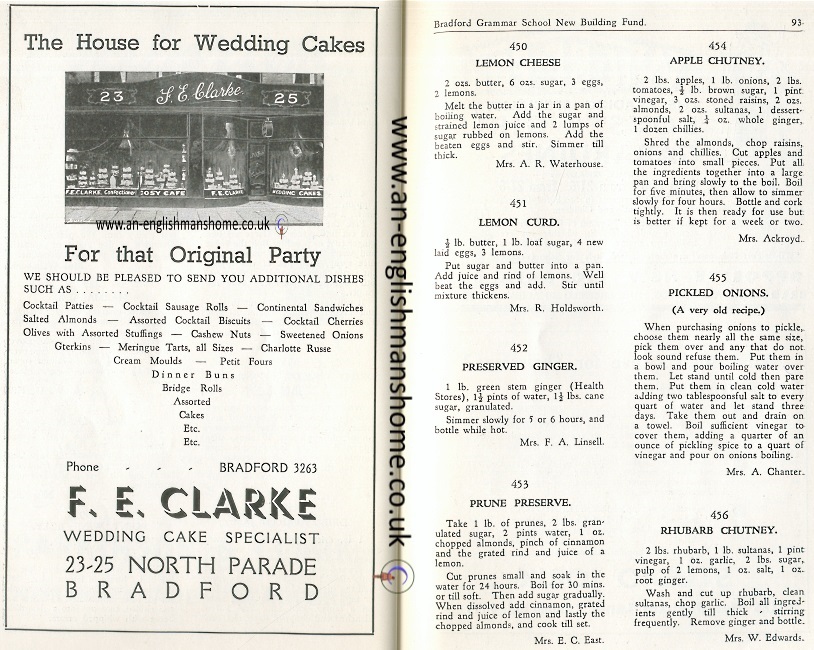 The House for Wedding Cakes
23 F. E. Clarke 25
F.E.CLARKE. Confectioner COSY CAFE F.E.CLARKE. WEDDING CAKES.
www.an-englishmanshome.co.uk
For that Original Party
WE SHOULD BE PLEASED TO SEND YOU ADDITIONAL DISHES
SUCH AS . . . . . . . .
Cocktail Patties — Cocktail Sausage Rolls — Continental Sandwiches
Salted Almonds — Assorted Cocktail Biscuits — Cocktail Cherries
Olives with Assorted Stuffings — Cashew Nuts — Sweetened Onions
Gterkins — Meringue Tarts, all Sizes — Charlotte Russe
Cream Moulds — Petit Fours
Dinner Buns
Bridge Rolls
Assorted
Cakes
Etc.
Etc.
Phone - - - BRADFORD 3263
F. E. CLARKE
WEDDING CAKE SPECIALIST
23-25 NORTH PARADE
BRADFORD
www.an-englishmanshome.co.uk
Bradford Grammar School New Building Fund. 93
450
LEMON CHEESE
2 ozs. butter, 6 ozs. sugar, 3 eggs,
2 lemons.
Melt the butter in a jar in a pan of
boiling water. Add the sugar and
strained lemon juice and 2 lumps of
sugar rubbed on lemons. Add the
beaten eggs and stir. Simmer till
thick.
Mrs. A. R. Waterhouse.
451
LEMON CURD.
½ lb. butter, 1 lb. loaf sugar, 4 new
laid eggs, 3 lemons.
Put sugar and butter into a pan.
Add juice and rind of lemons. Well
beat the eggs and add. Stir until
mixture thickens.
Mrs. R. Holdsworth.
452
PRESERVED GINGER.
1 lb. green stem ginger (Health
Stores), 1½ pints of water, 1½ lbs. cane
sugar, granulated.
Simmer slowly for 5 or 6 hours, and
bottle while hot.
Mrs. F. A. Linsell.
453
PRUNE PRESERVE.
Take 1 lb. of prunes, 2 lbs. gran-
ulated sugar, 2 pints water, 1 oz.
chopped almonds, pinch of cinnamon
and the grated rind and juice of a
lemon.
Cut prunes small and soak in the
water for 24 hours. Boil for 30 mins.
or till soft. Then add sugar gradually.
When dissolved add cinnamon, grated
rind and juice of lemon and lastly the
chopped almonds, and cook till set.
Mrs. E. C. East.
454
APPLE CHUTNEY.
2 lbs. apples, 1 lb. onions, 2 lbs.
tomatoes, ½ lb. brown sugar, 1 pint
vinegar, 3 ozs. stoned raisins, 2 ozs.
almonds, 2 ozs. sultanas, 1 dessert-
spoonful salt, ¼ oz. whole ginger,
1 dozen chillies.
Shred the almonds, chop raisins,
onions and chillies. Cut apples and
tomatoes into small pieces. Put all
the ingredients together into a large
pan and bring slowly to the boil. Boil
for five minutes, then allow to simmer
slowly for four hours. Bottle and cork
tightly. It is then ready for use but
is better if kept for a week or two.
Mrs. Ackroyd.
455
PICKLED ONIONS.
(A very old recipe.)
When purchasing onions to pickle,
choose them nearly all the same size,
pick them over and any that do not
look sound refuse them. Put them in
a bowl and pour boiling water over
them. Let stand until cold then pare
them. Put them in clean cold water
adding two tablespoonsful salt to every
quart of water and let stand three
days. Take them out and drain on
a towel. Boil sufficient vinegar to
cover them, adding a quarter of an
ounce of pickling spice to a quart of
vinegar and pour on onions boiling.
Mrs. A. Chanter.
456
RHUBARB CHUTNEY.
2 lbs. rhubarb, 1 lb. sultanas, 1 pint
vinegar, 1 oz. garlic, 2 lbs. sugar,
pulp of 2 lemons, 1 oz. salt, 1 oz.
root ginger.
Wash and cut up rhubarb, clean
sultanas, chop garlic. Boil all ingred-
ients gently till thick - stirring
frequently. Remove ginger and bottle.
Mrs. W. Edwards.